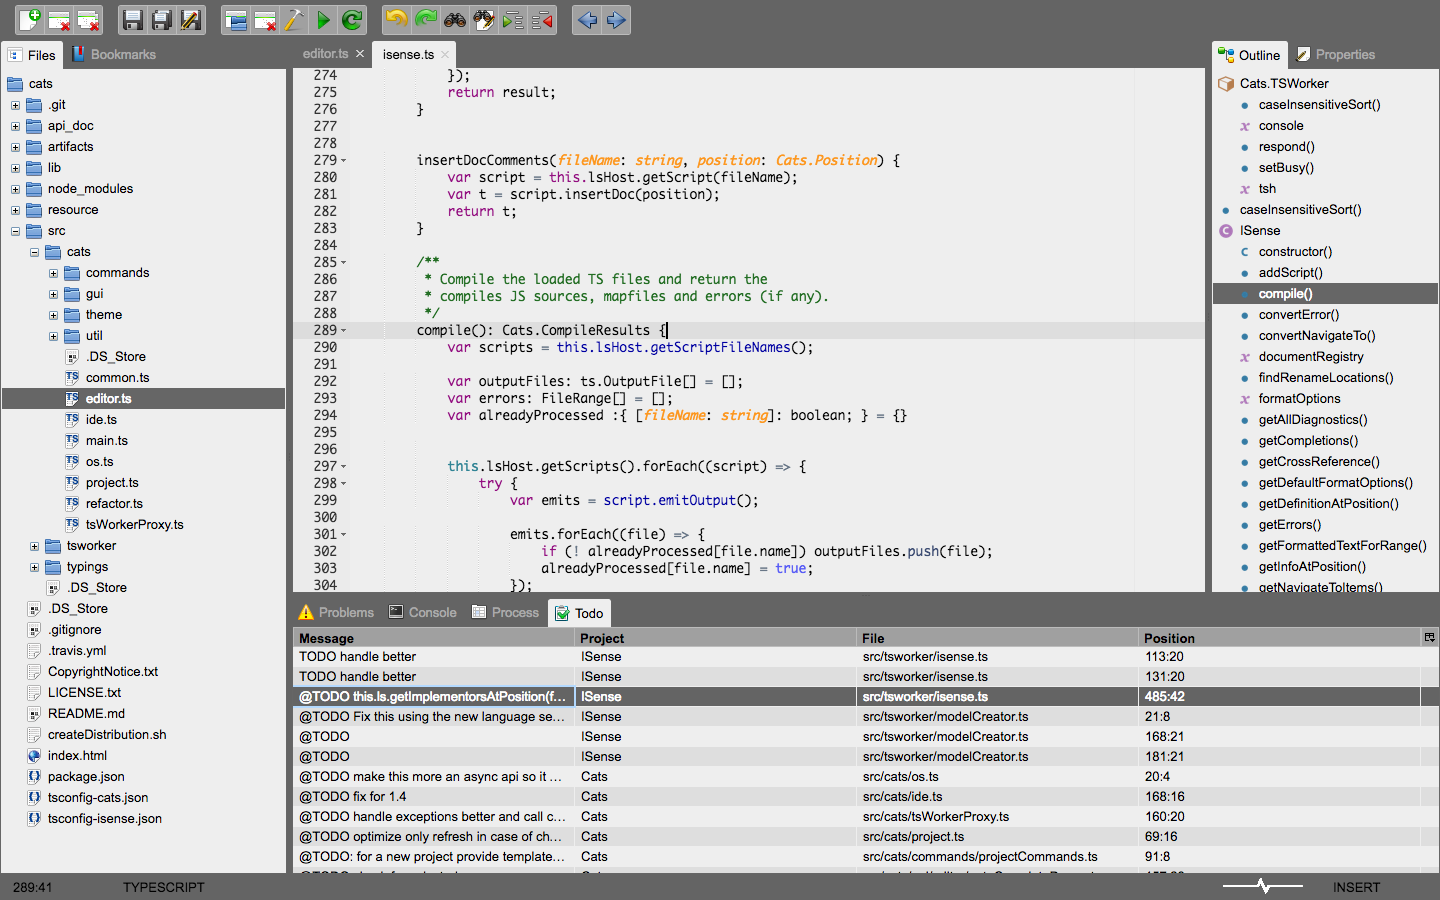 Files
Bookmarks
cats
.git
api_doc
artifacts
lib
node_modules
resource
src
cats
commands
gui
theme
util
.DS_Store
common.ts
editor.ts
ide.ts
main.ts
os.ts
project.ts
refactor.ts
tsWorkerProxy.ts
tsworker
typings
.DS_Store
.DS_Store
.gitignore
.travis.yml
CopyrightNotice.txt
LICENSE.txt
README.md
createDistribution.sh
index.html
package.json
tsconfig-cats.json
tsconfig-isense.json
editor.ts
isense.ts
274 });
275 return result;
276 }
277
278
279 insertDocComments(fileName: string, position: Cats.Position) {
280 var script = this.lsHost.getScript(fileName);
281 var t = script.insertDoc(position);
282 return t;
283 }
284
285 /**
286 * Compile the loaded TS files and return the
287 * compiles JS sources, mapfiles and errors (if any).
288 */
289 compile(): Cats.CompileResults {
290 var scripts = this.lsHost.getScriptFileNames();
291
292 var outputFiles: ts.OutputFile[] = [];
293 var errors: FileRange[] = [];
294 var alreadyProcessed :{ [fileName: string]: boolean; } = {}
295
296
297 this.lsHost.getScripts().forEach((script) => {
298 try {
299 var emits = script.emitOutput();
300
301 emits.forEach((file) => {
302 if (! alreadyProcessed[file.name]) outputFiles.push(file);
303 alreadyProcessed[file.name] = true;
304 });
Outline
Properties
Cats.TSWorker
caseInsensitiveSort()
console
respond()
setBusy()
tsh
caseInsensitiveSort()
ISense
constructor()
addScript()
compile()
convertError()
convertNavigateTo()
documentRegistry
findRenameLocations()
formatOptions
getAllDiagnostics()
getCompletions()
getCrossReference()
getDefaultFormatOptions()
getDefinitionAtPosition()
getErrors()
getFormattedTextForRange()
getInfoAtPosition()
getNavigateToItems()
Problems
Console
Process
Todo
Message Project File Position
TODO handle better ISense src/tsworker/isense.ts 113:20
TODO handle better ISense src/tsworker/isense.ts 131:20
@TODO this.ls.getImplementorsAtPosition(f... ISense src/tsworker/isense.ts 485:42
@TODO Fix this using the new language se... ISense src/tsworker/modelCreator.ts 21:8
@TODO ISense src/tsworker/modelCreator.ts 168:21
@TODO ISense src/tsworker/modelCreator.ts 181:21
@TODO make this more an async api so it ... Cats src/cats/os.ts 20:4
@TODO fix for 1.4 Cats src/cats/ide.ts 168:16
@TODO handle exceptions better and call c... Cats src/cats/tsWorkerProxy.ts 160:20
@TODO optimize only refresh in case of ch... Cats src/cats/project.ts 69:16
@TODO: for a new project provide template... Cats src/cats/commands/projectCommands.ts 91:8
289:41
TYPESCRIPT
INSERT